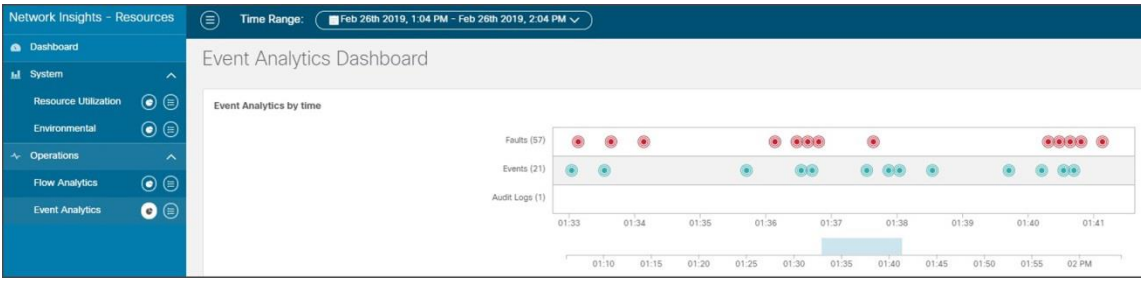 Network Insights - Resources
Time Range: Feb 26th 2019, 1:04 PM - Feb 26th 2019, 2:04 PM
Dashboard
Event Analytics Dashboard
System
Resource Utilization
Environmental
Operations
Flow Analytics
Event Analytics
Event Analytics by time
Faults (57)
Events (21)
Audit Logs (1)
01:33 01:34 01:35 01:36 01:37 01:38 01:39 01:40 01:41
01:10 01:15 01:20 01:25 01:30 01:35 01:40 01:45 01:50 01:55 02 PM